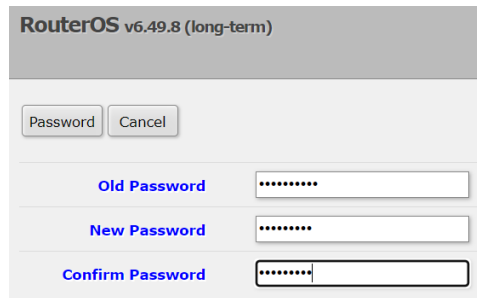 RouterOS v6.49.8 (long-term)
Password Cancel
Old Password ••••••••••
New Password •••••••••
Confirm Password •••••••••